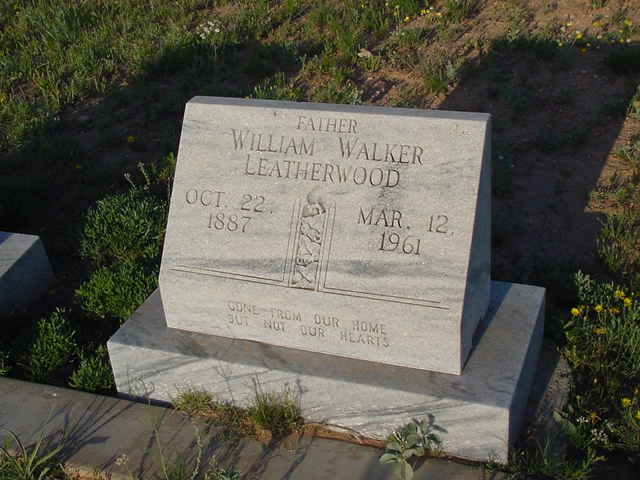 FATHER
WILLIAM WALKER
LEATHERWOOD
OCT. 22,
1887
MAR. 12,
1961
GONE FROM OUR HOME
BUT NOT OUR HEARTS